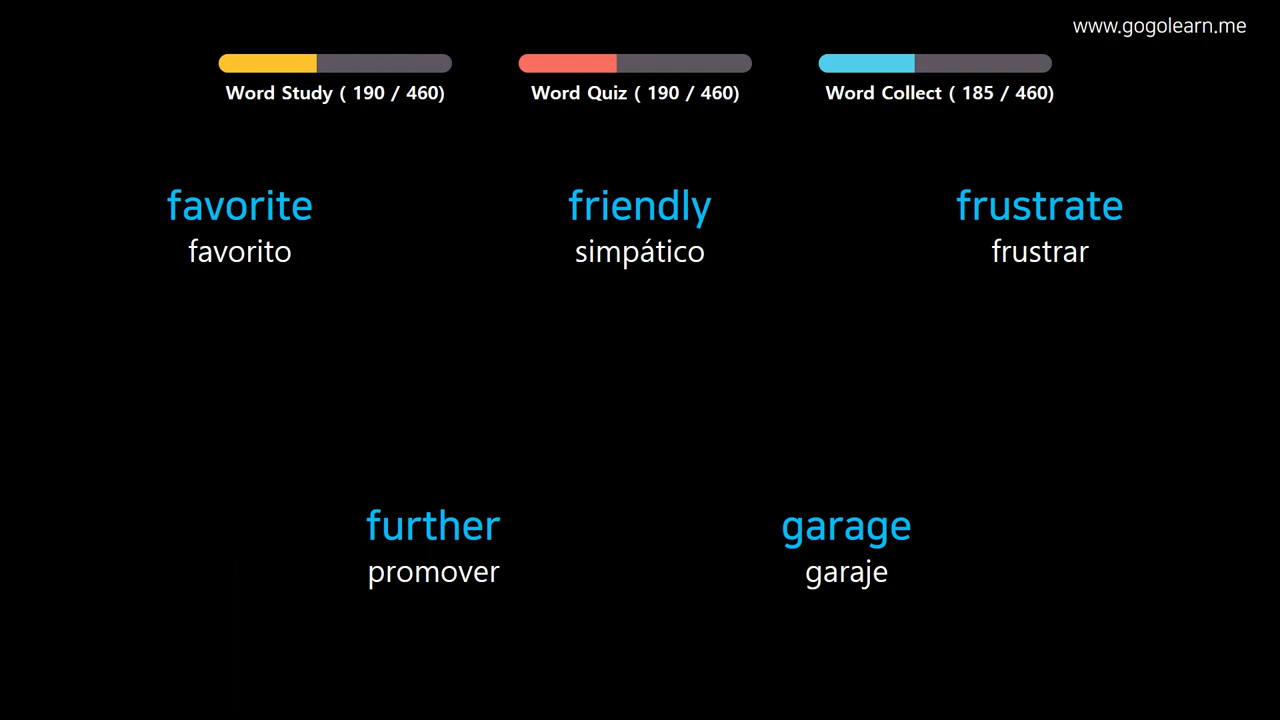 www.gogolearn.me
Word Study ( 190 / 460)
Word Quiz ( 190 / 460)
Word Collect ( 185 / 460)
favorite
favorito
friendly
simpático
frustrate
frustrar
further
promover
garage
garaje